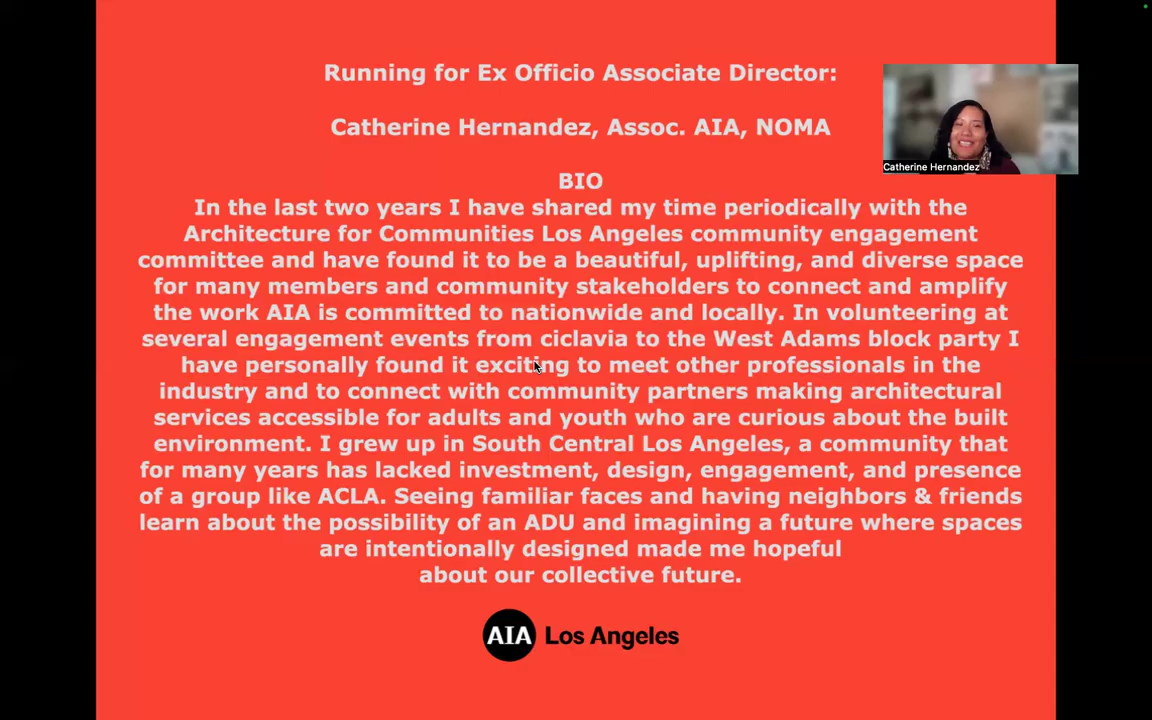 Running for Ex Officio Associate Director:
Catherine Hernandez, Assoc. AIA, NOMA
Catherine Hernandez
BIO
In the last two years I have shared my time periodically with the
Architecture for Communities Los Angeles community engagement
committee and have found it to be a beautiful, uplifting, and diverse space
for many members and community stakeholders to connect and amplify
the work AIA is committed to nationwide and locally. In volunteering at
several engagement events from ciclavia to the West Adams block party I
have personally found it exciting to meet other professionals in the
industry and to connect with community partners making architectural
services accessible for adults and youth who are curious about the built
environment. I grew up in South Central Los Angeles, a community that
for many years has lacked investment, design, engagement, and presence
of a group like ACLA. Seeing familiar faces and having neighbors & friends
learn about the possibility of an ADU and imagining a future where spaces
are intentionally designed made me hopeful
about our collective future.
AIA Los Angeles